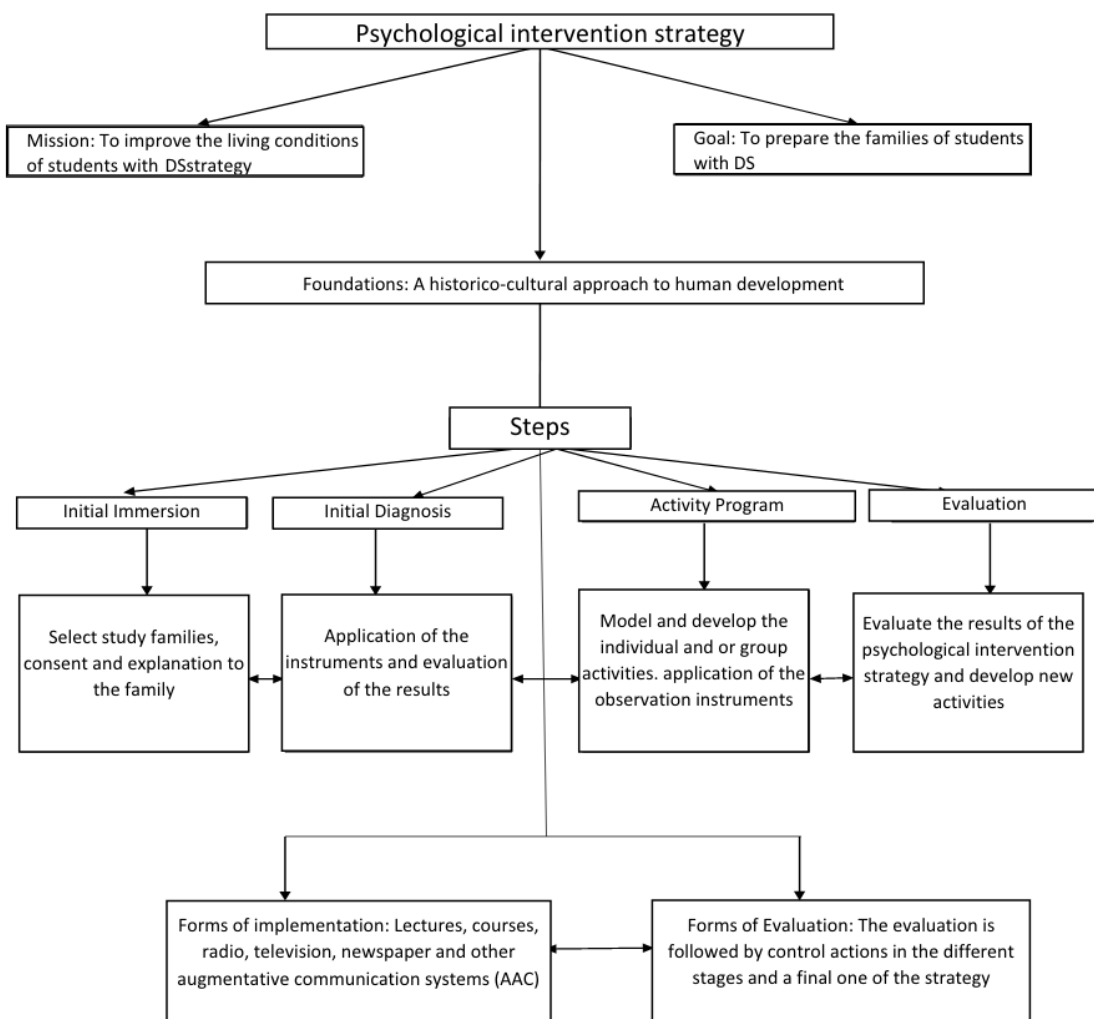 Psychological intervention strategy
Mission: To improve the living conditions
of students with DSstrategy
Goal: To prepare the families of students
with DS
Foundations: A historico-cultural approach to human development
Steps
Initial Immersion
Initial Diagnosis
Activity Program
Evaluation
Select study families,
consent and explanation to
the family
Application of the
instruments and evaluation
of the results
Model and develop the
individual and or group
activities. application of the
observation instruments
Evaluate the results of the
psychological intervention
strategy and develop new
activities
Forms of implementation: Lectures, courses,
radio, television, newspaper and other
augmentative communication systems (AAC)
Forms of Evaluation: The evaluation is
followed by control actions in the different
stages and a final one of the strategy